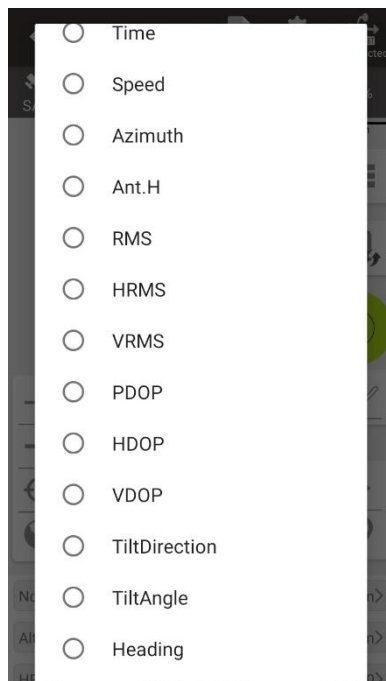 Time
Speed
Azimuth
Ant.H
RMS
HRMS
VRMS
PDOP
HDOP
VDOP
TiltDirection
TiltAngle
Heading